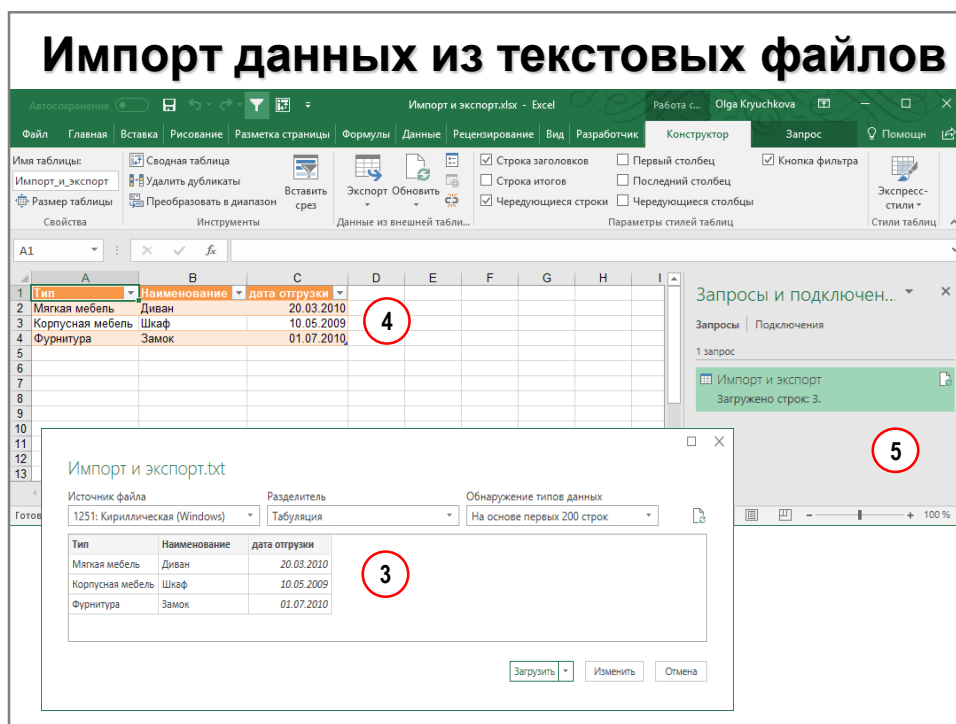 Импорт данных из текстовых файлов
Автосохранение
Импорт и экспорт.xlsx - Excel
Работа с...
Olga Kryuchkova
Файл Главная Вставка Рисование Разметка страницы Формулы Данные Рецензирование Вид Разработчик Конструктор Запрос Помощн
Имя таблицы:
Импорт_и_экспорт
Размер таблицы
Свойства
Сводная таблица
Удалить дубликаты
Преобразовать в диапазон
Инструменты
Вставить
срез
Экспорт Обновить
Данные из внешней табли...
Строка заголовков
Строка итогов
Чередующиеся строки
Первый столбец
Последний столбец
Чередующиеся столбцы
Кнопка фильтра
Параметры стилей таблиц
Экспресс-
стили
Стили таблиц
A1
fx
A B C D E F G H I
1 Тип Наименование дата отгрузки
2 Мягкая мебель Диван 20.03.2010
3 Корпусная мебель Шкаф 10.05.2009
4 Фурнитура Замок 01.07.2010
5
6
7
8
9
10
11
12
13
4
Запросы и подключен...
Запросы Подключения
1 запрос
Импорт и экспорт
Загружено строк: 3.
5
Готов
100 %
Импорт и экспорт.txt
Источник файла Разделитель Обнаружение типов данных
1251: Кириллическая (Windows) Табуляция На основе первых 200 строк
Тип Наименование дата отгрузки
Мягкая мебель Диван 20.03.2010
Корпусная мебель Шкаф 10.05.2009
Фурнитура Замок 01.07.2010
3
Загрузить Изменить Отмена